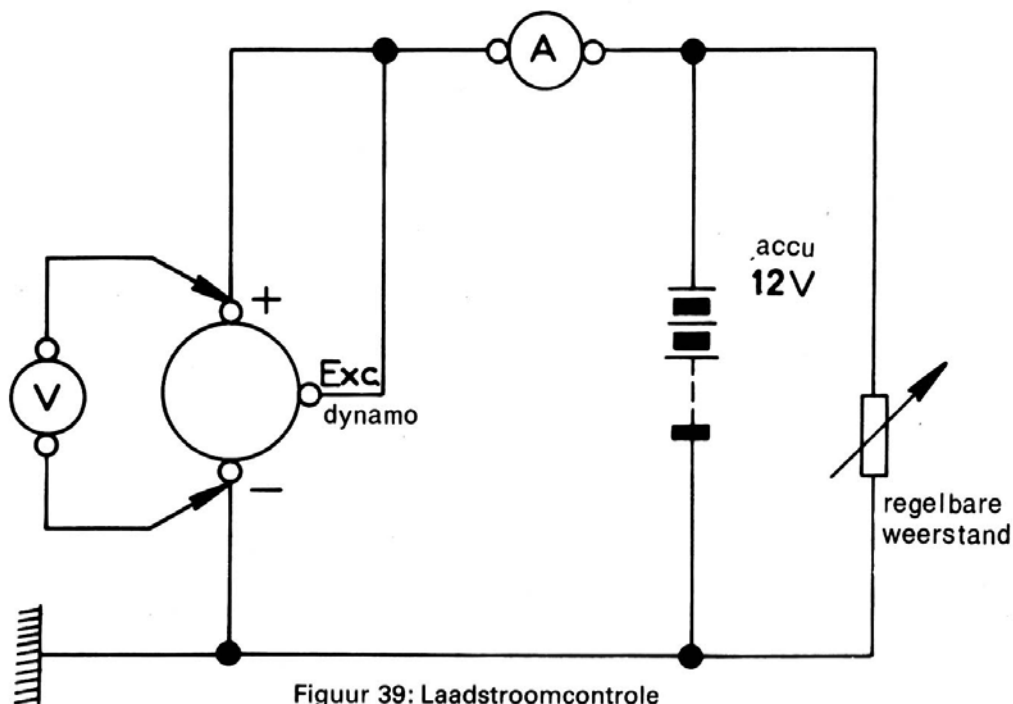 A
accu
12V
+
Exc.
dynamo
V
−
regelbare
weerstand
Figuur 39: Laadstroomcontrole